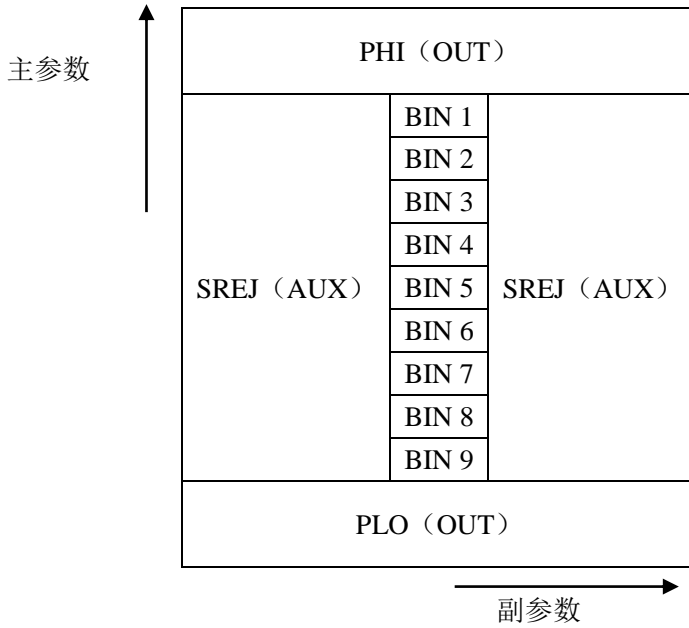 PHI（OUT）
主参数
BIN 1
BIN 2
BIN 3
BIN 4
SREJ（AUX） BIN 5 SREJ（AUX）
BIN 6
BIN 7
BIN 8
BIN 9
PLO（OUT）
副参数